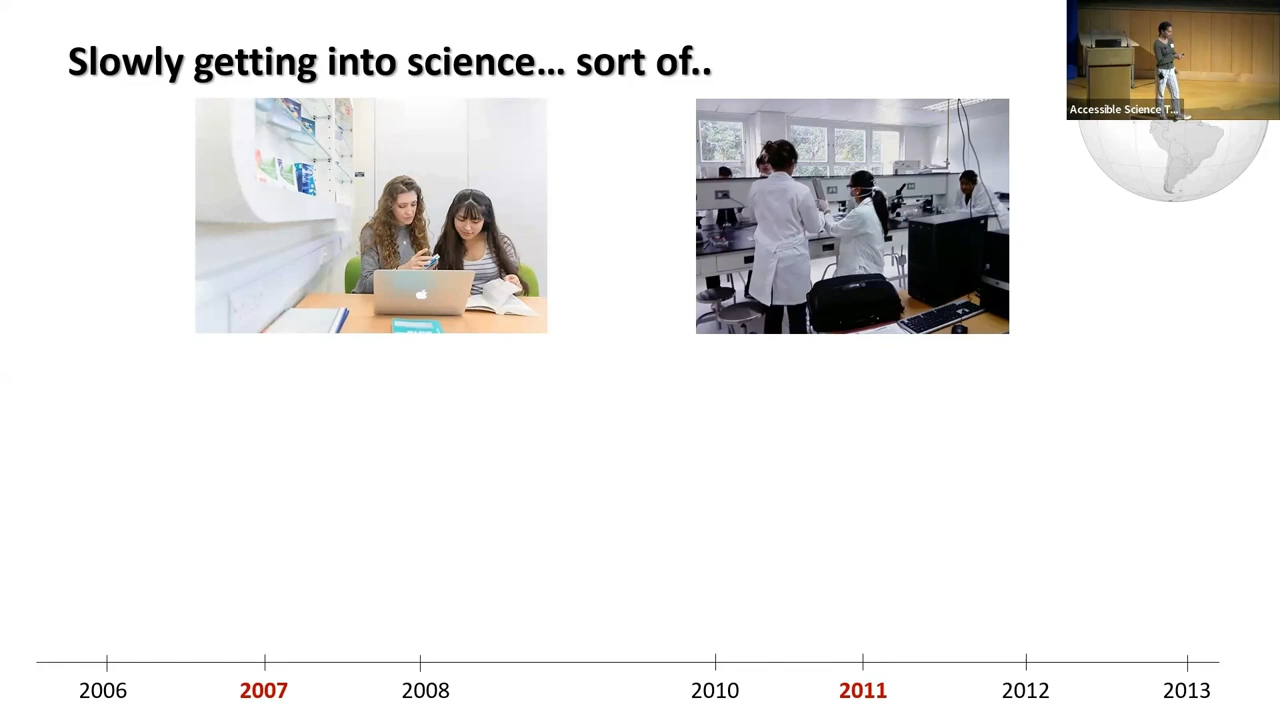 Slowly getting into science... sort of..
Accessible Science T...
2006 2007 2008 2010 2011 2012 2013